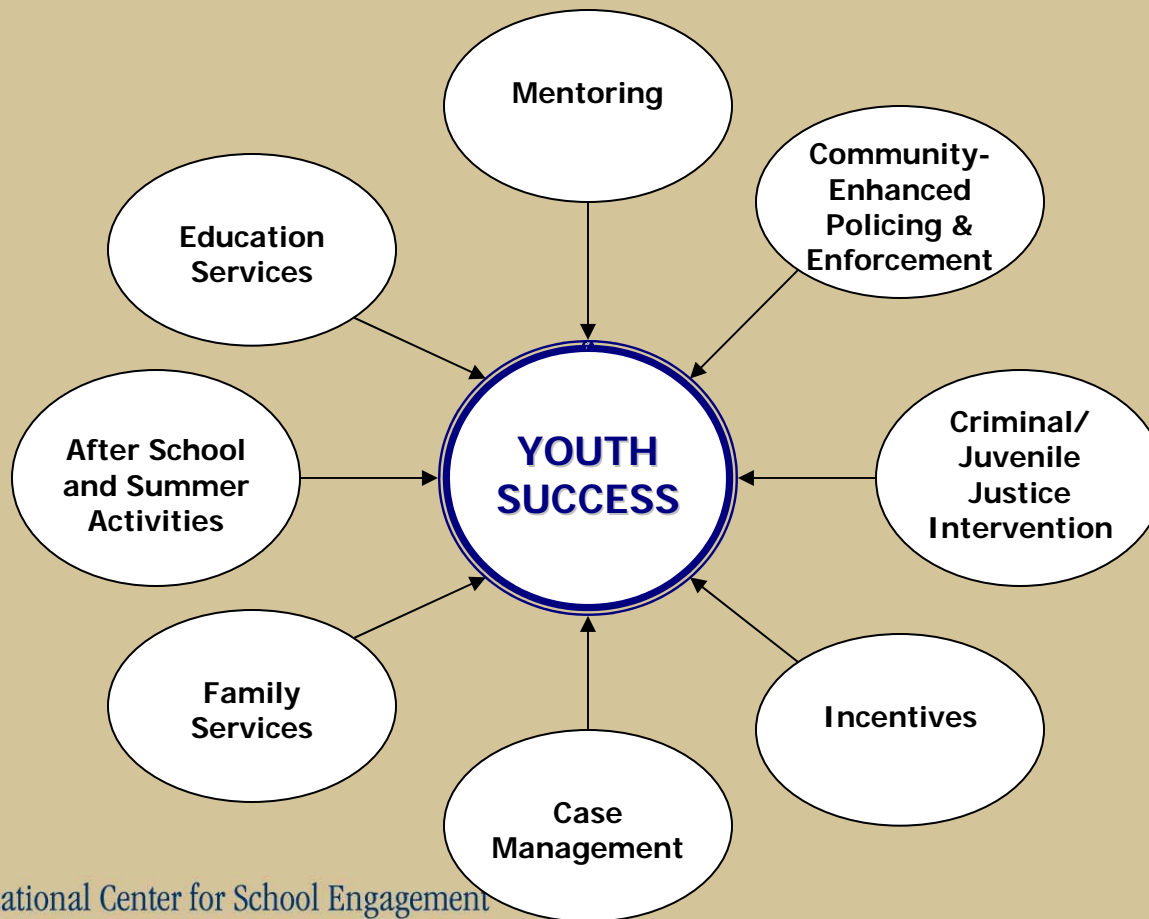 Mentoring
Community-
Enhanced
Policing &
Enforcement
Education
Services
YOUTH
SUCCESS
Criminal/
Juvenile
Justice
Intervention
After School
and Summer
Activities
Family
Services
Incentives
Case
Management
ational Center for School Engagement